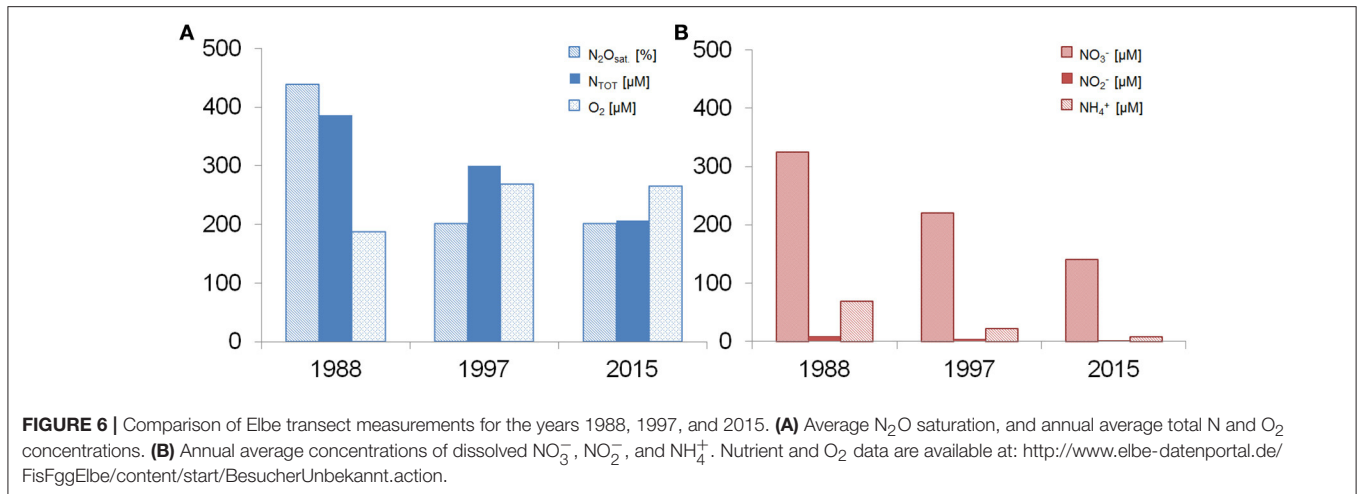 A
500
400
300
200
100
0
N₂Osat. [%]
NTOT [µM]
O₂ [µM]
1988 1997 2015
B
500
400
300
200
100
0
NO₃⁻ [µM]
NO₂⁻ [µM]
NH₄⁺ [µM]
1988 1997 2015
FIGURE 6 | Comparison of Elbe transect measurements for the years 1988, 1997, and 2015. (A) Average N₂O saturation, and annual average total N and O₂
concentrations. (B) Annual average concentrations of dissolved NO₃⁻, NO₂⁻, and NH₄⁺. Nutrient and O₂ data are available at: http://www.elbe-datenportal.de/
FisFggElbe/content/start/BesucherUnbekannt.action.